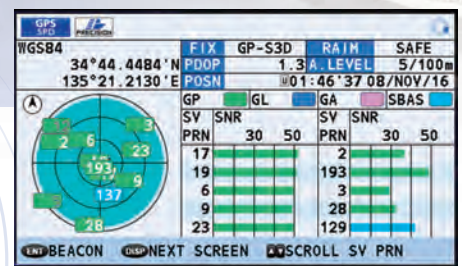 GPS
SPD
PRECISION
WGS84 FIX GP-S3D RAIM SAFE
34°44.4484'N PDOP 1.3 A.LEVEL 5/100m
135°21.2130'E POSN U01:46'37 08/NOV/16
GP GL GA SBAS
SV SNR SV SNR
PRN 30 50 PRN 30 50
17 2
19 193
6 3
9 28
23 129
3
2 6
23
193
9
137
28
ENT BEACON DISP NEXT SCREEN SCROLL SV PRN